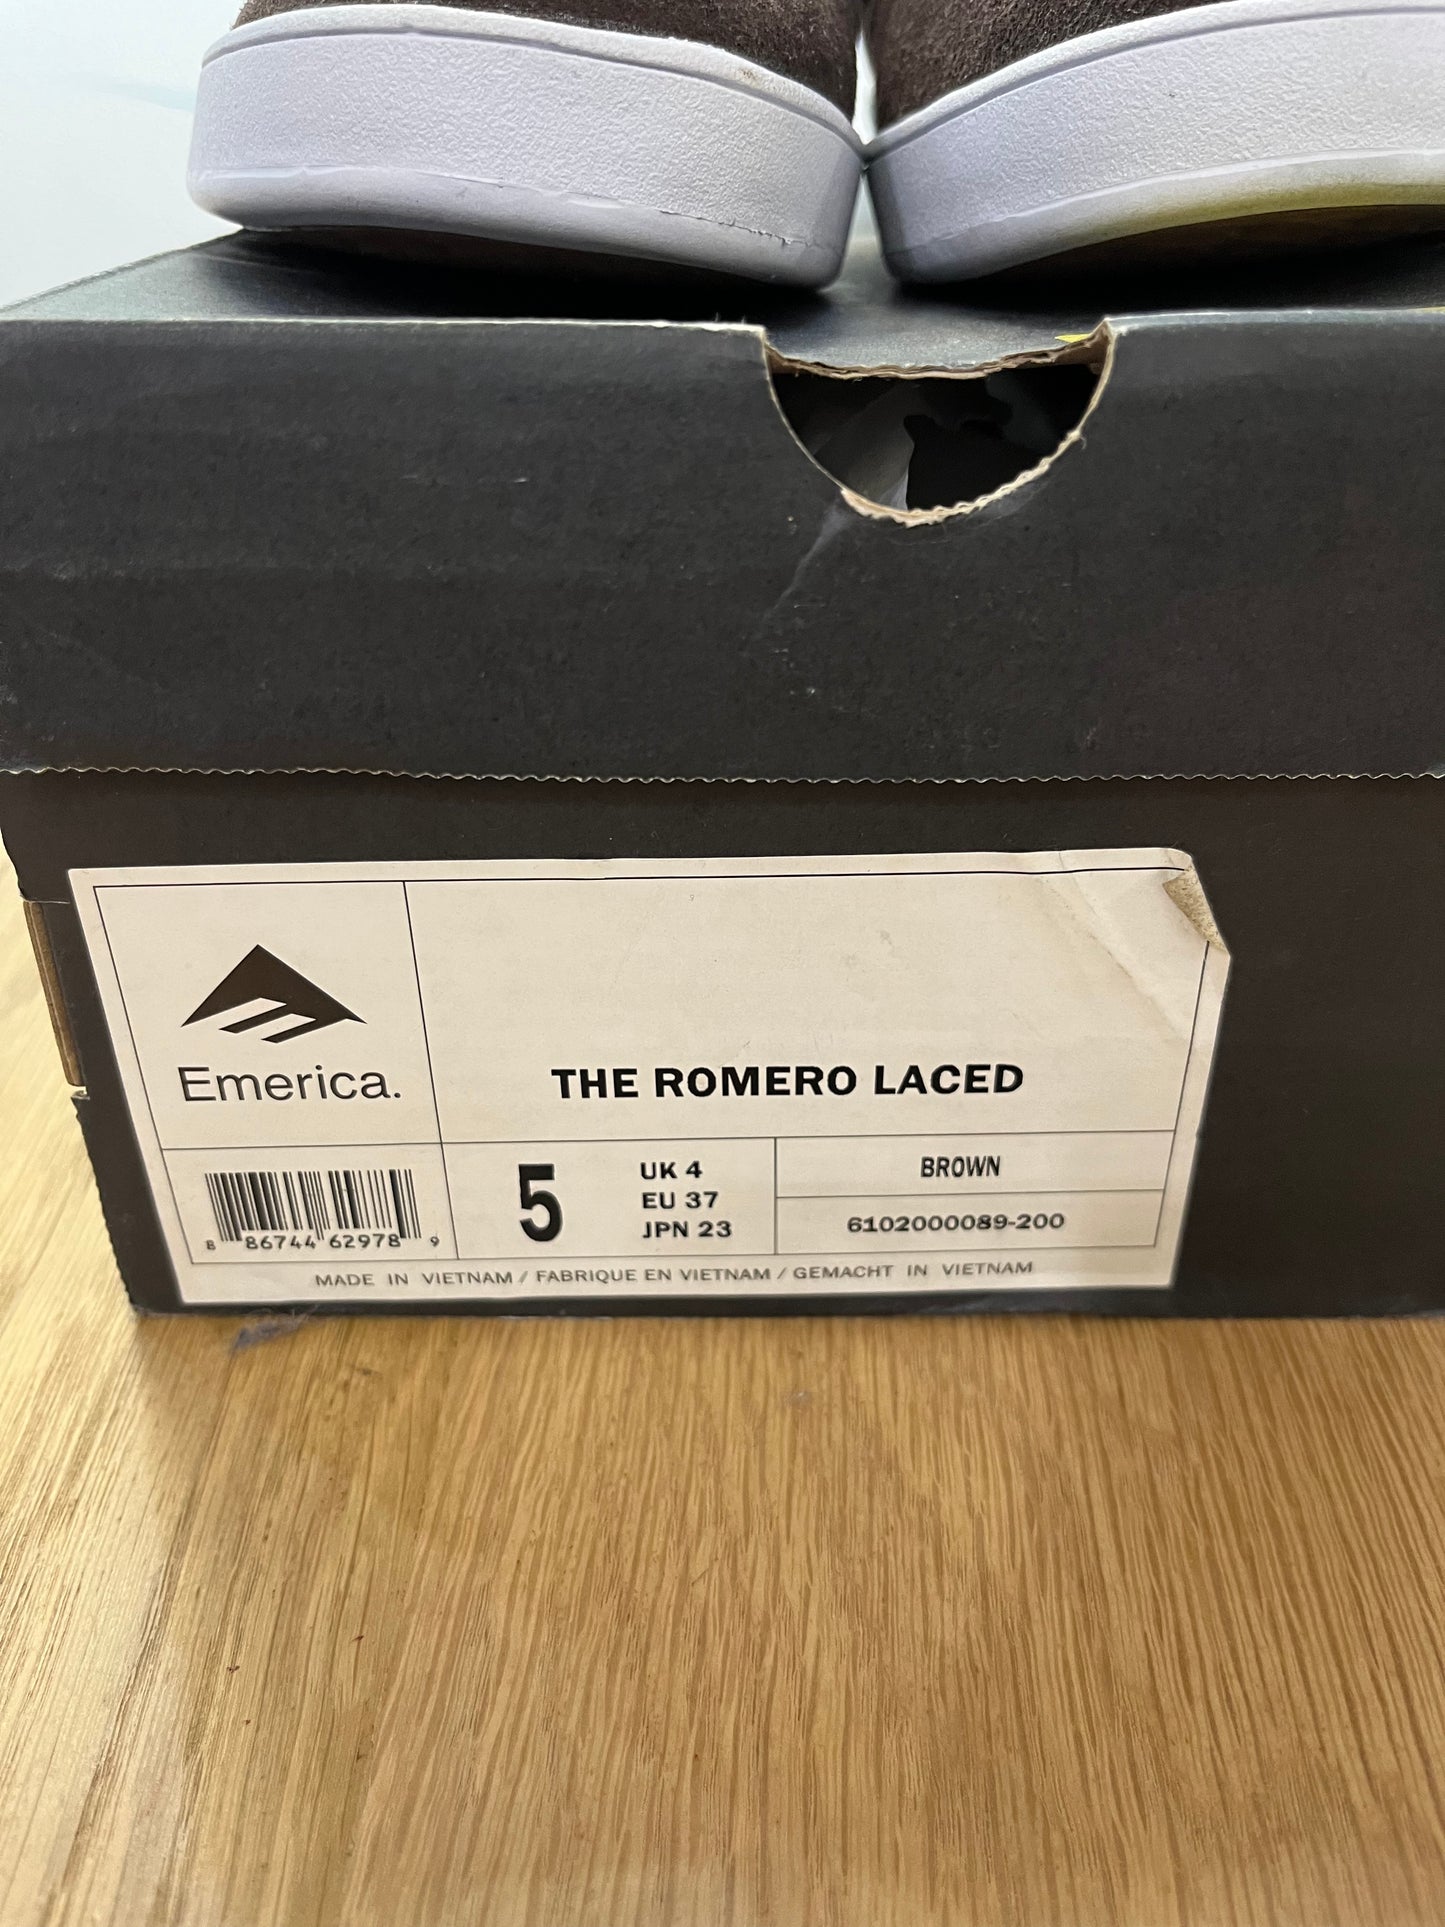 Emerica.
THE ROMERO LACED
8 86744 62978 9
5
UK 4
EU 37
JPN 23
BROWN
6102000089-200
MADE IN VIETNAM / FABRIQUE EN VIETNAM / GEMACHT IN VIETNAM